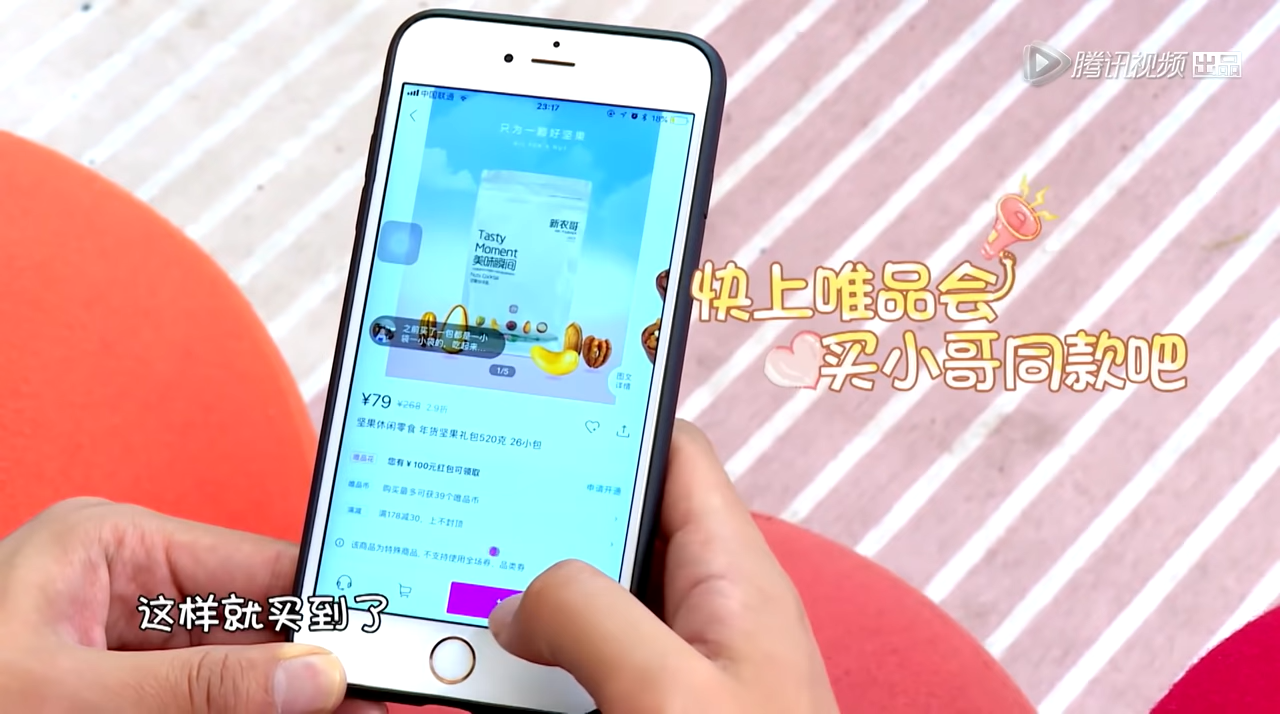 腾讯视频 出品
中国联通
23:17
18%
只为一颗好坚果
新农哥
Tasty
Moment
美味瞬间
之前买了一包都是一小
袋一小袋的，吃起来...
1/5
图文
详情
¥79 ¥268 2.9折
坚果休闲零食 年货坚果礼包520克 26小包
唯品花 您有¥100元红包可领取
申请开通
唯品币 购买最多可获39个唯品币
满减 满178减30，上不封顶
该商品为特殊商品, 不支持使用全场券、品类券
快上唯品会
买小哥同款吧
这样就买到了